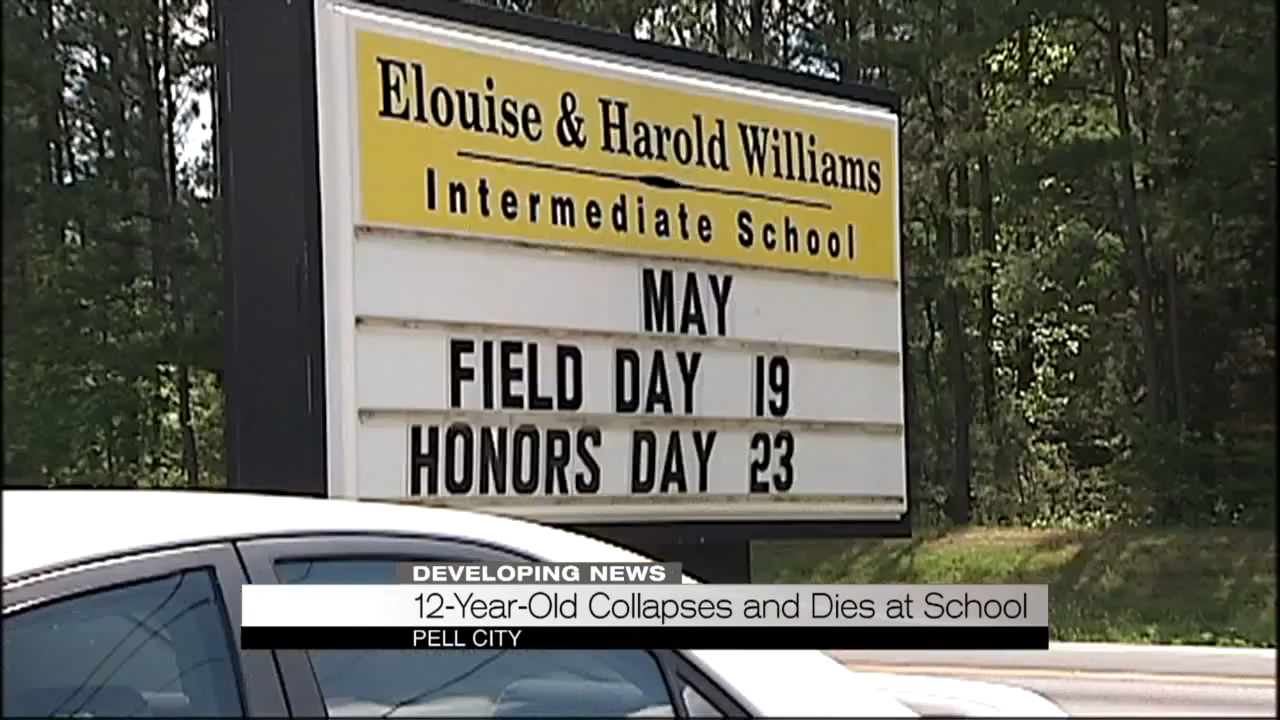 Elouise & Harold Williams
Intermediate School
MAY
FIELD DAY 19
HONORS DAY 23
DEVELOPING NEWS
12-Year-Old Collapses and Dies at School
PELL CITY